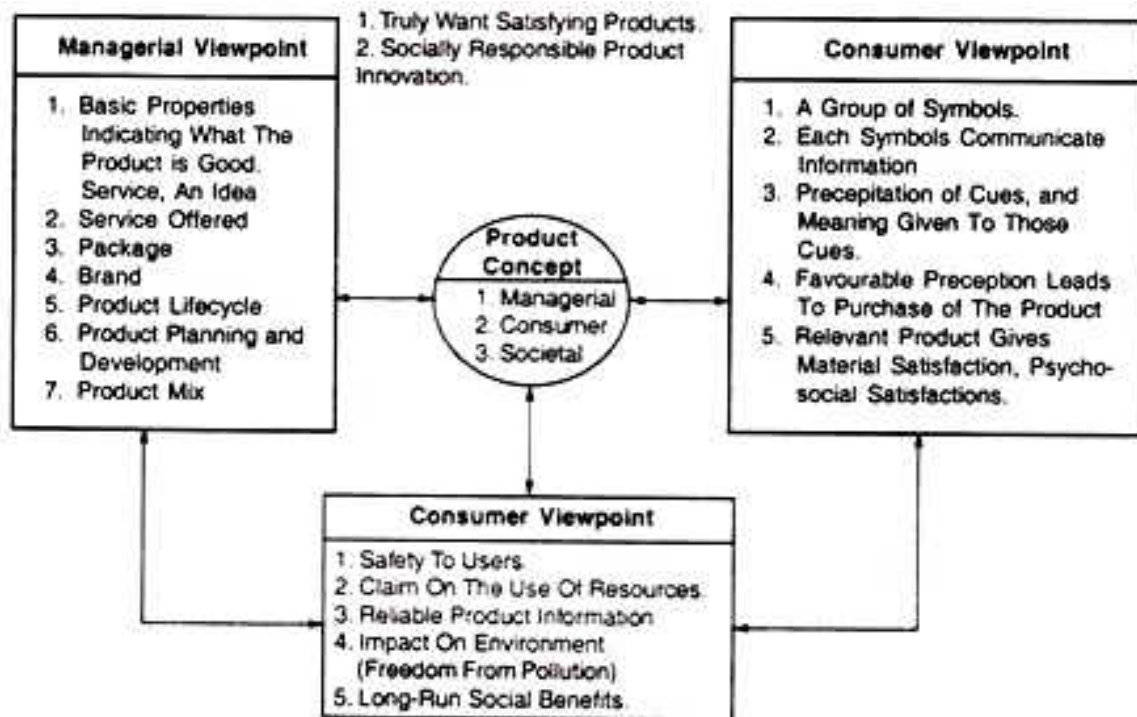 1. Truly Want Satisfying Products.
2. Socially Responsible Product
Innovation.
Managerial Viewpoint
1. Basic Properties
Indicating What The
Product is Good.
Service, An Idea
2. Service Offered
3. Package
4. Brand
5. Product Lifecycle
6. Product Planning and
Development
7. Product Mix
Product
Concept
1. Managerial
2. Consumer
3. Societal
Consumer Viewpoint
1. A Group of Symbols.
2. Each Symbols Communicate
Information
3. Precepitation of Cues, and
Meaning Given To Those
Cues.
4. Favourable Preception Leads
To Purchase of The Product
5. Relevant Product Gives
Material Satisfaction, Psycho-
social Satisfactions.
Consumer Viewpoint
1. Safety To Users.
2. Claim On The Use Of Resources.
3. Reliable Product Information
4. Impact On Environment
(Freedom From Pollution)
5. Long-Run Social Benefits.